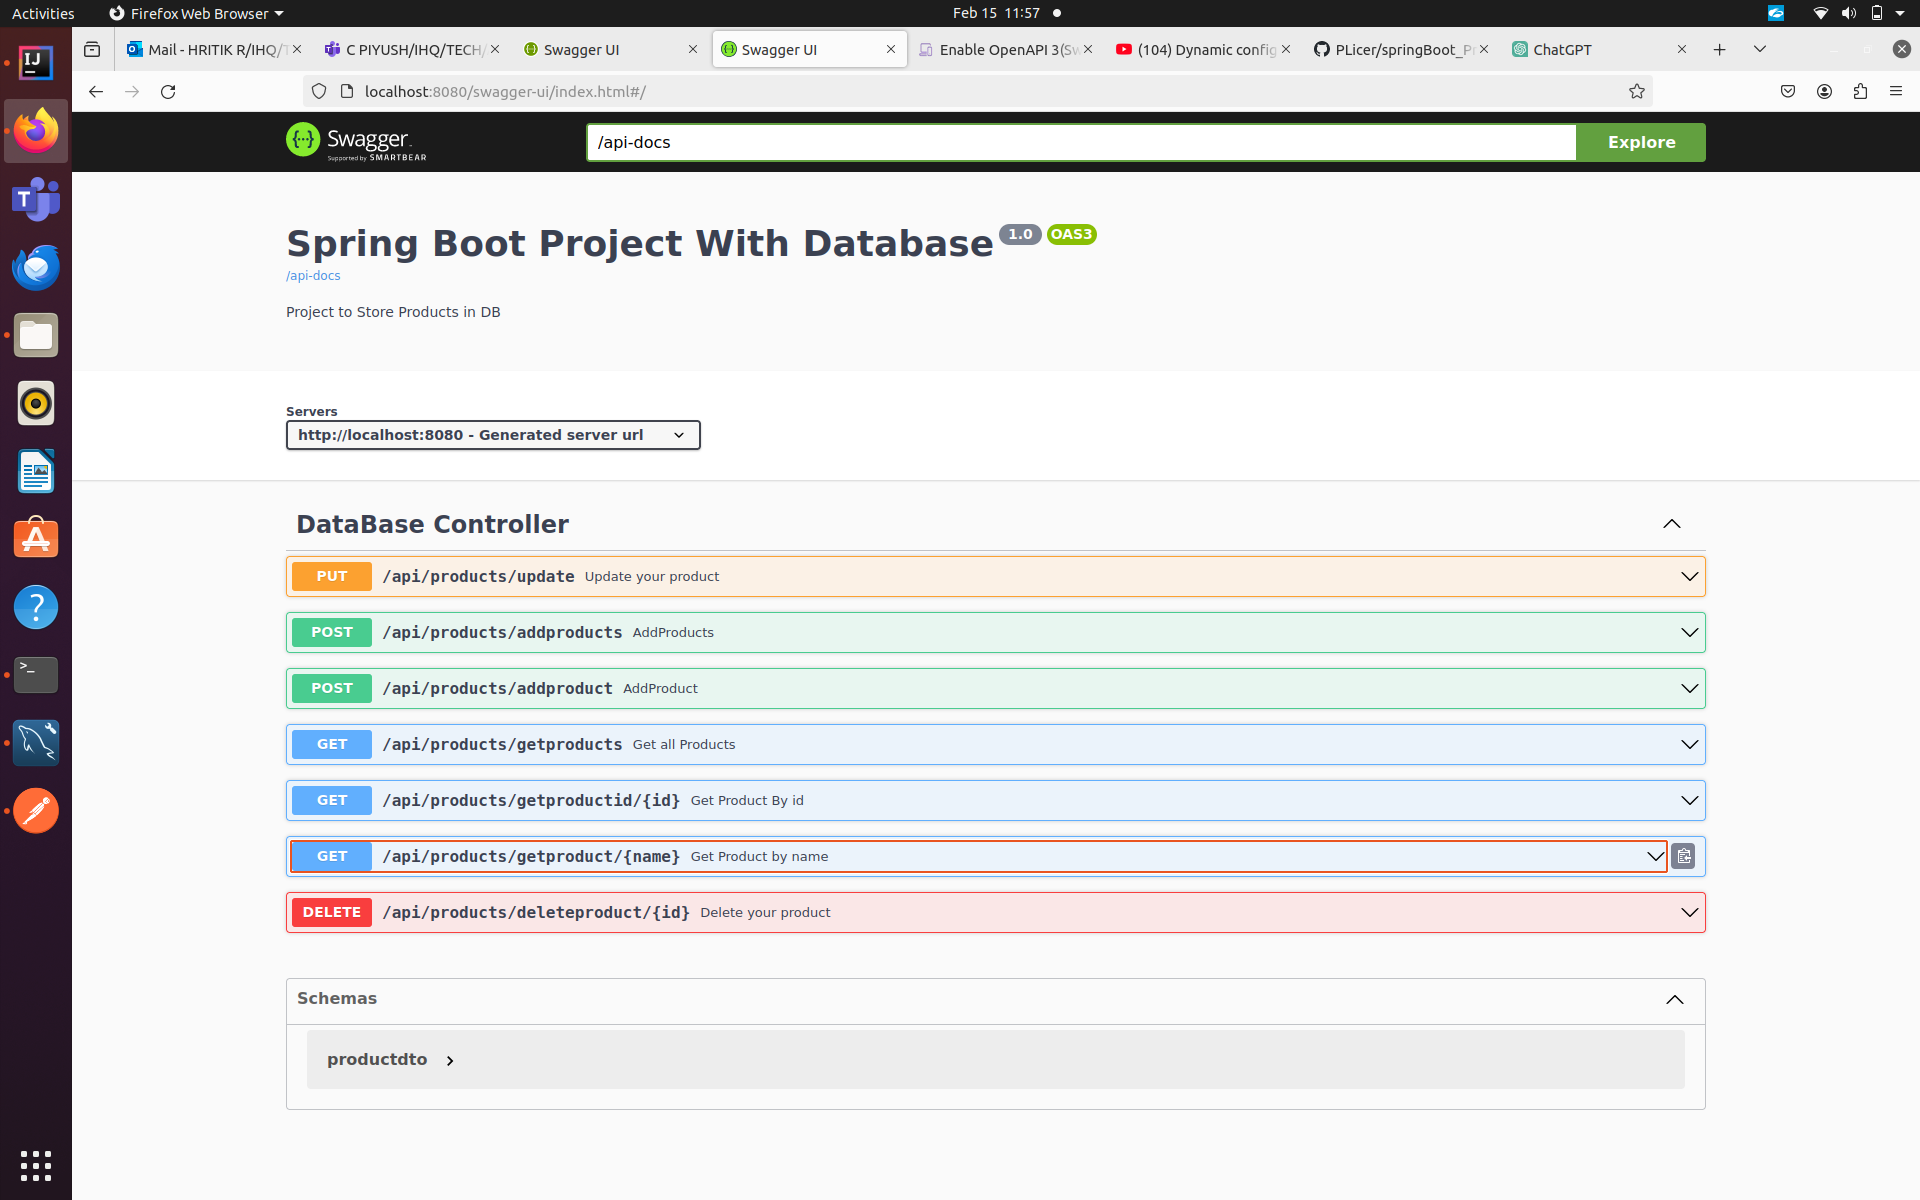 Activities Firefox Web Browser Feb 15 11:57
Mail - HRITIK R/IHQ/T C PIYUSH/IHQ/TECH/ Swagger UI Swagger UI Enable OpenAPI 3(Sw (104) Dynamic config PLicer/springBoot_Pr ChatGPT
localhost:8080/swagger-ui/index.html#/
Swagger /api-docs Explore
Supported by SMARTBEAR
Spring Boot Project With Database 1.0 OAS3
/api-docs
Project to Store Products in DB
Servers
http://localhost:8080 - Generated server url
DataBase Controller
PUT /api/products/update Update your product
POST /api/products/addproducts AddProducts
POST /api/products/addproduct AddProduct
GET /api/products/getproducts Get all Products
GET /api/products/getproductid/{id} Get Product By id
GET /api/products/getproduct/{name} Get Product by name
DELETE /api/products/deleteproduct/{id} Delete your product
Schemas
productdto